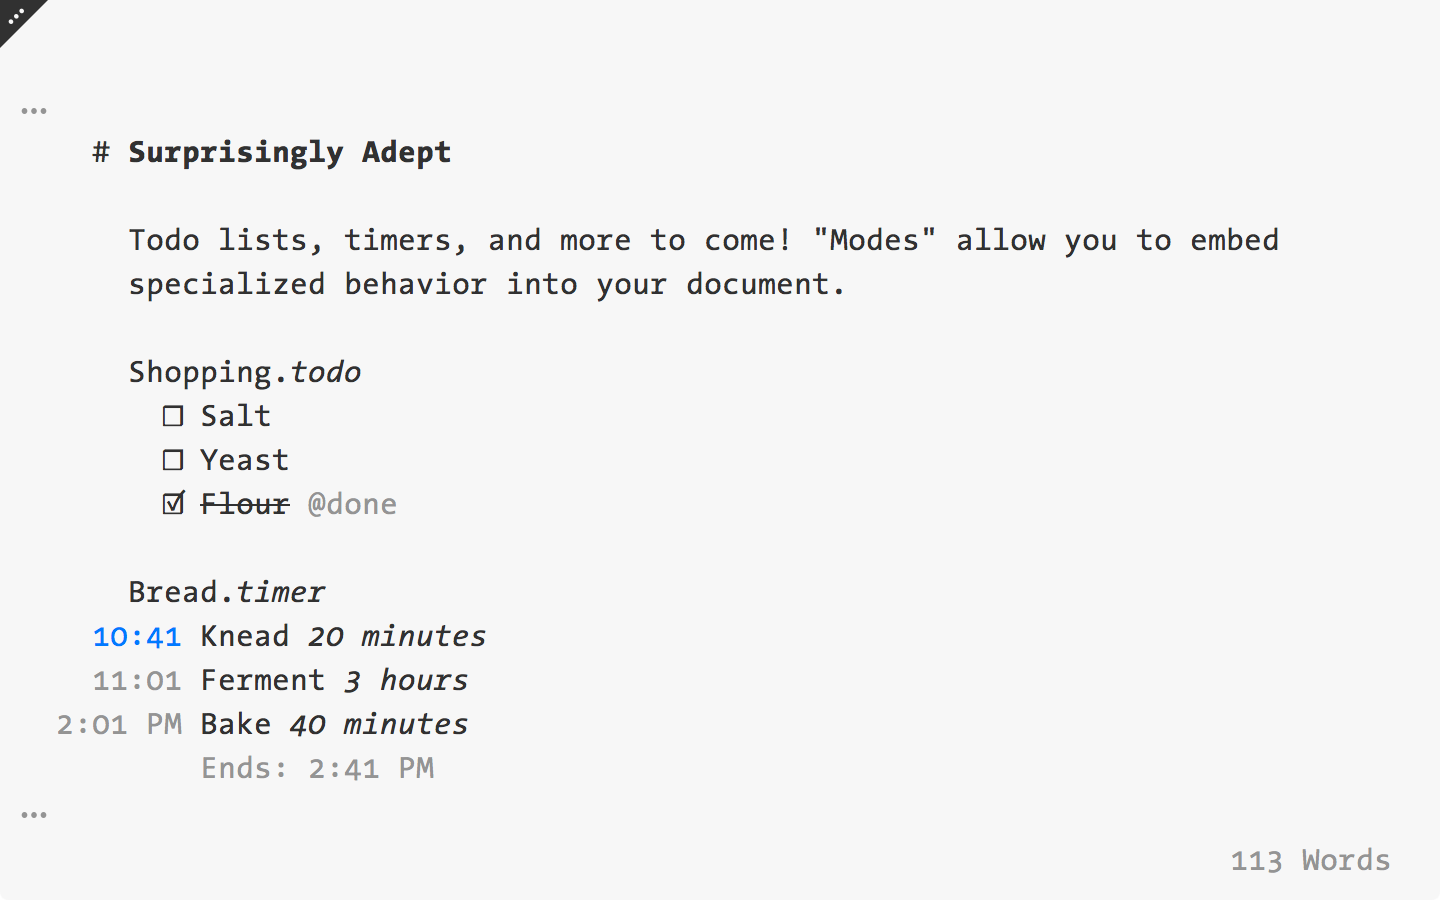 # Surprisingly Adept
Todo lists, timers, and more to come! "Modes" allow you to embed
specialized behavior into your document.
Shopping.todo
☐ Salt
☐ Yeast
☑ Flour @done
Bread.timer
10:41 Knead 20 minutes
11:01 Ferment 3 hours
2:01 PM Bake 40 minutes
Ends: 2:41 PM
113 Words